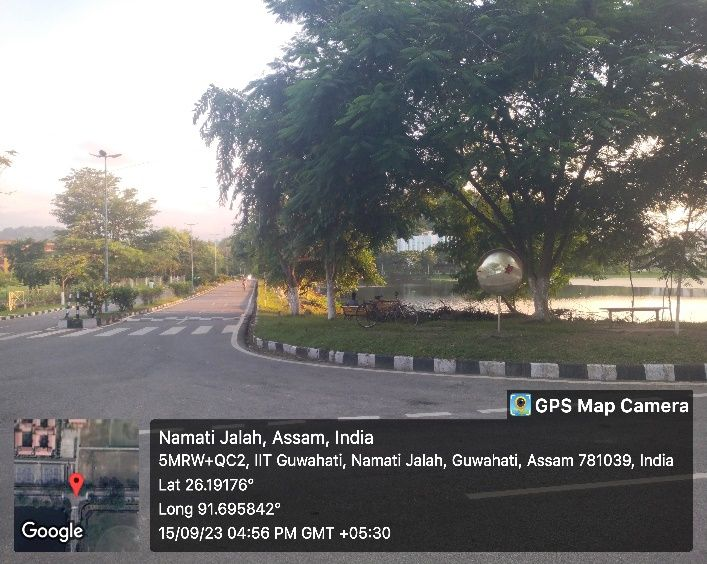 GPS Map Camera
Namati Jalah, Assam, India
5MRW+QC2, IIT Guwahati, Namati Jalah, Guwahati, Assam 781039, India
Lat 26.19176°
Long 91.695842°
15/09/23 04:56 PM GMT +05:30
Google